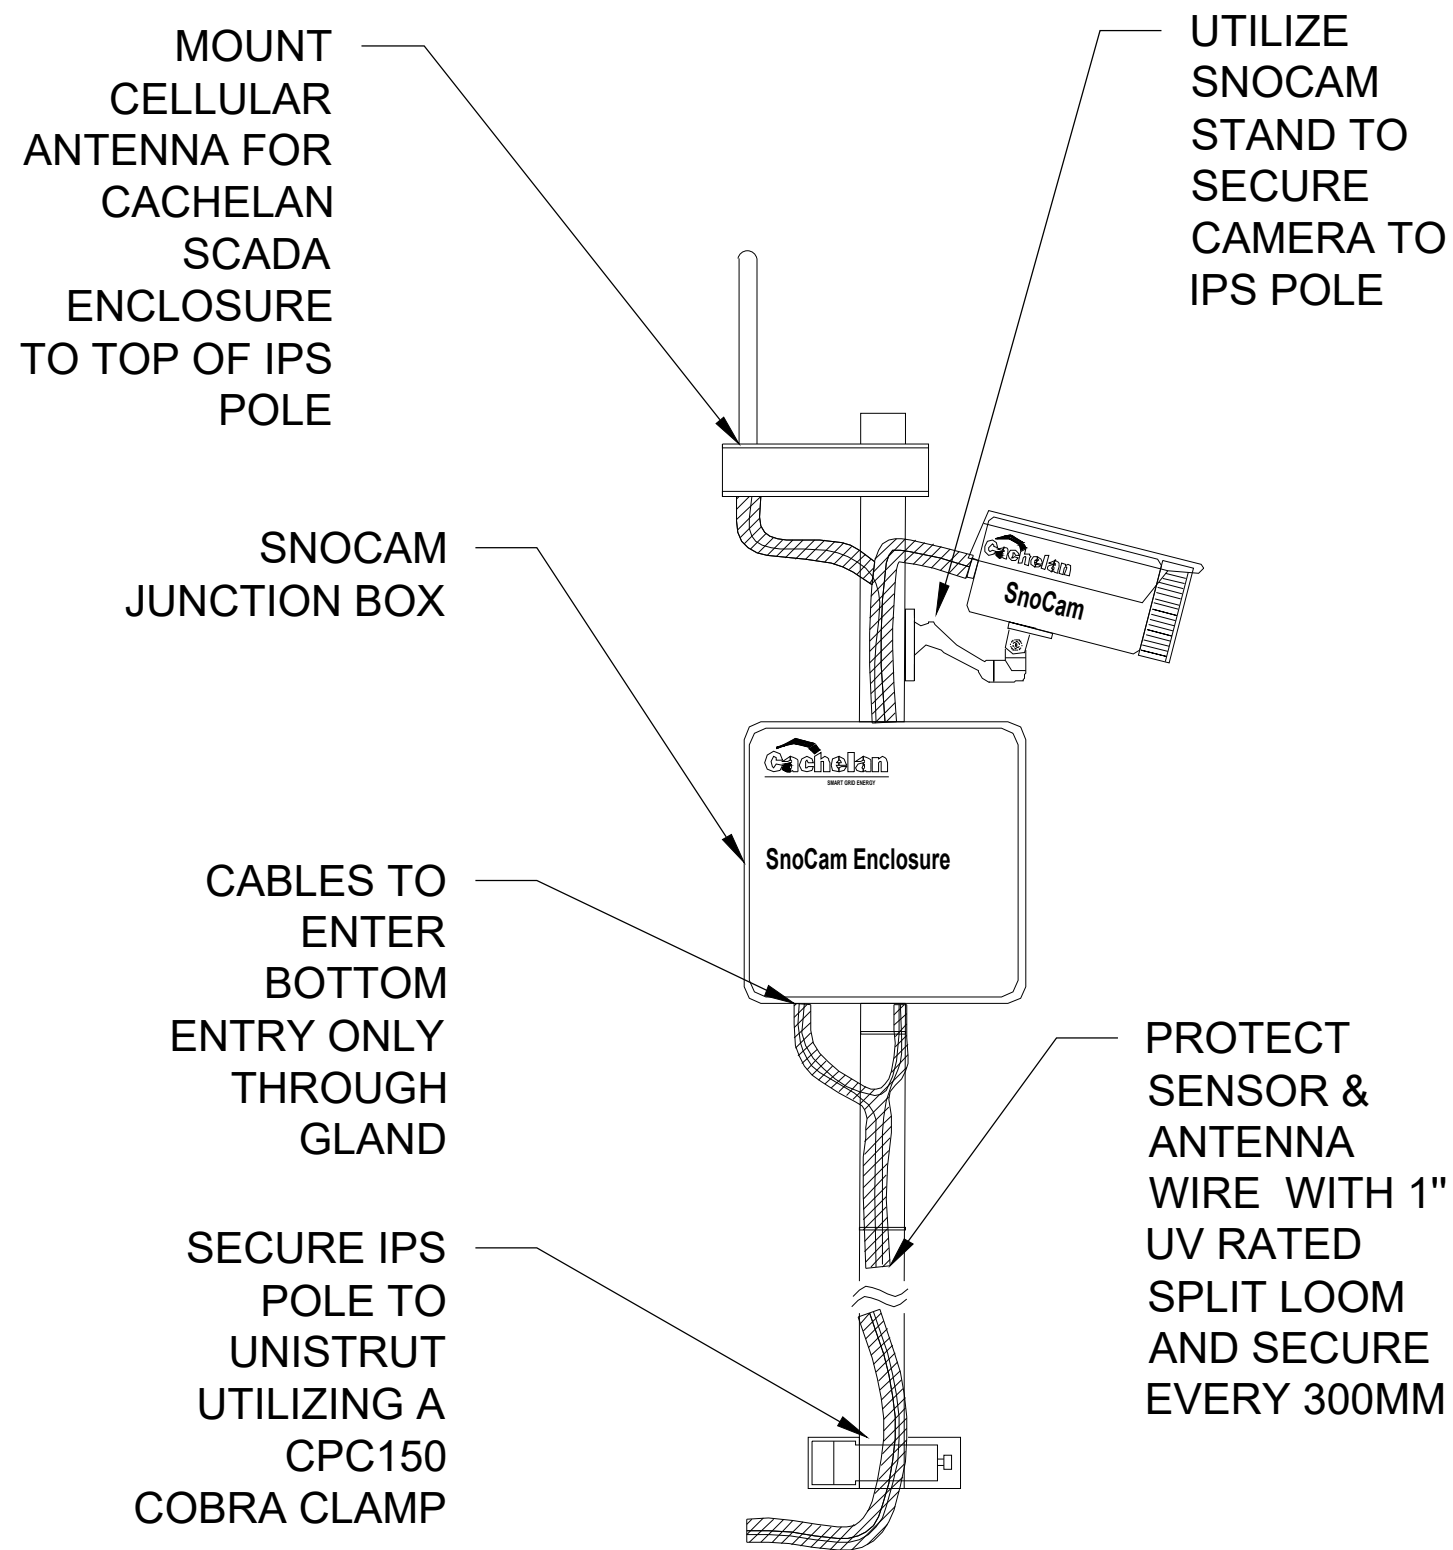 MOUNT
CELLULAR
ANTENNA FOR
CACHELAN
SCADA
ENCLOSURE
TO TOP OF IPS
POLE
UTILIZE
SNOCAM
STAND TO
SECURE
CAMERA TO
IPS POLE
SNOCAM
JUNCTION BOX
Cachelan
SnoCam
Cachelan
SMART GRID ENERGY
SnoCam Enclosure
CABLES TO
ENTER
BOTTOM
ENTRY ONLY
THROUGH
GLAND
PROTECT
SENSOR &
ANTENNA
WIRE WITH 1"
UV RATED
SPLIT LOOM
AND SECURE
EVERY 300MM
SECURE IPS
POLE TO
UNISTRUT
UTILIZING A
CPC150
COBRA CLAMP